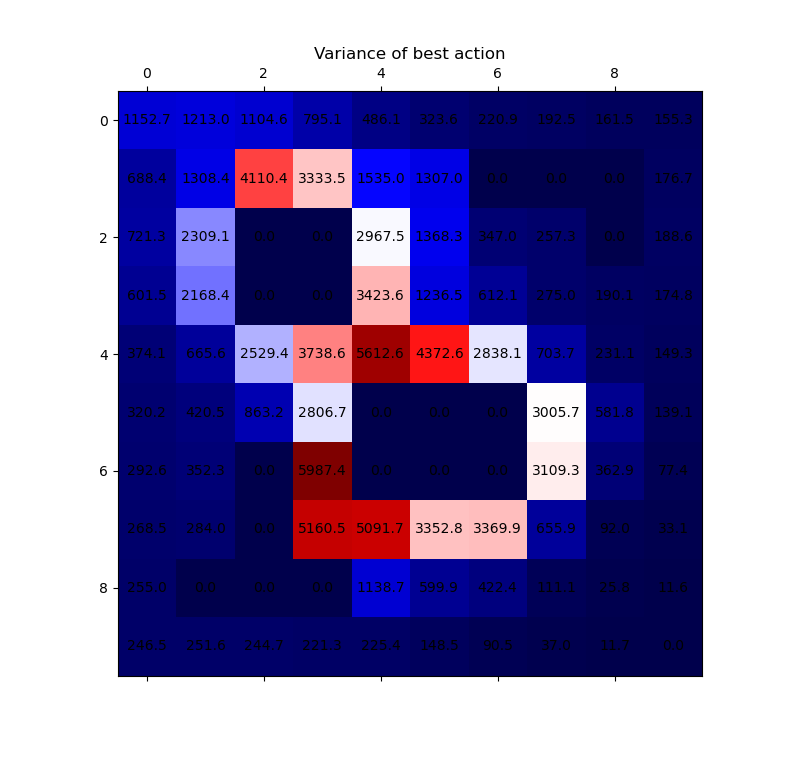 Variance of best action
0 2 4 6 8
0 1152.7 1213.0 1104.6 795.1 486.1 323.6 220.9 192.5 161.5 155.3
688.4 1308.4 4110.4 3333.5 1535.0 1307.0 0.0 0.0 0.0 176.7
2 721.3 2309.1 0.0 0.0 2967.5 1368.3 347.0 257.3 0.0 188.6
601.5 2168.4 0.0 0.0 3423.6 1236.5 612.1 275.0 190.1 174.8
4 374.1 665.6 2529.4 3738.6 5612.6 4372.6 2838.1 703.7 231.1 149.3
320.2 420.5 863.2 2806.7 0.0 0.0 0.0 3005.7 581.8 139.1
6 292.6 352.3 0.0 5987.4 0.0 0.0 0.0 3109.3 362.9 77.4
268.5 284.0 0.0 5160.5 5091.7 3352.8 3369.9 655.9 92.0 33.1
8 255.0 0.0 0.0 0.0 1138.7 599.9 422.4 111.1 25.8 11.6
246.5 251.6 244.7 221.3 225.4 148.5 90.5 37.0 11.7 0.0